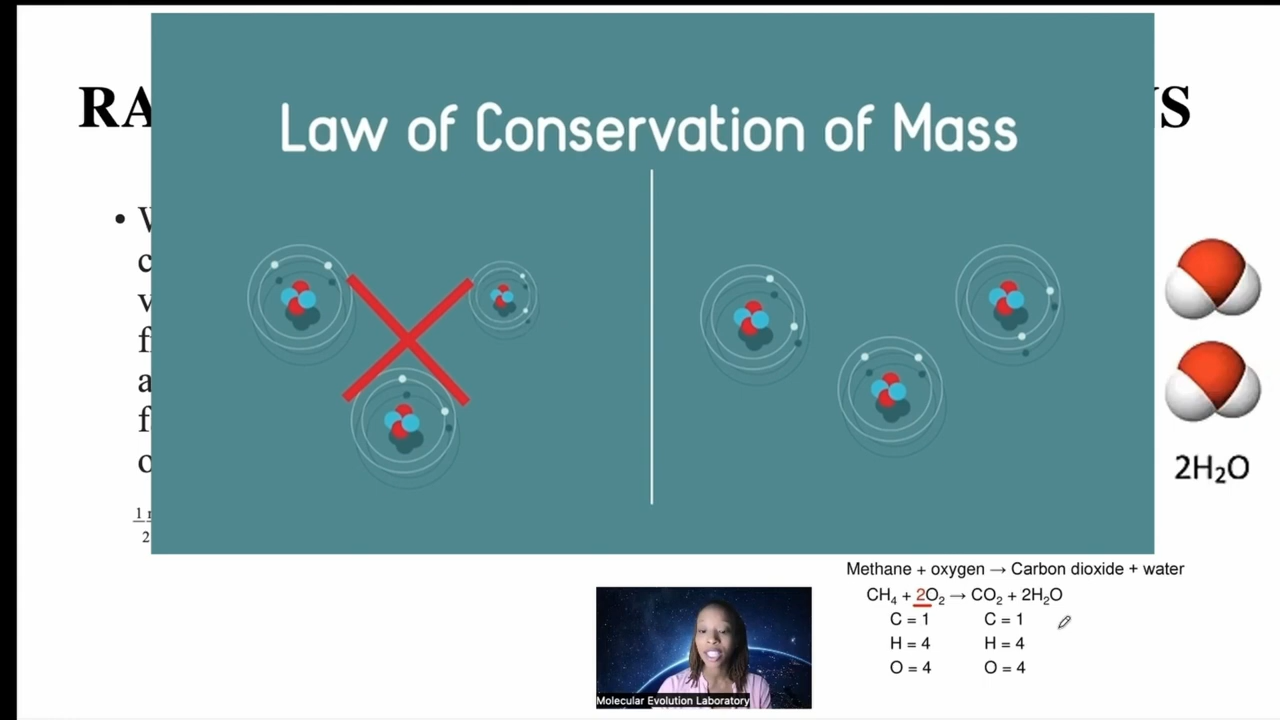 Law of Conservation of Mass
2H₂O
Methane + oxygen → Carbon dioxide + water
CH₄ + 2O₂ → CO₂ + 2H₂O
C = 1 C = 1
H = 4 H = 4
O = 4 O = 4
Molecular Evolution Laboratory